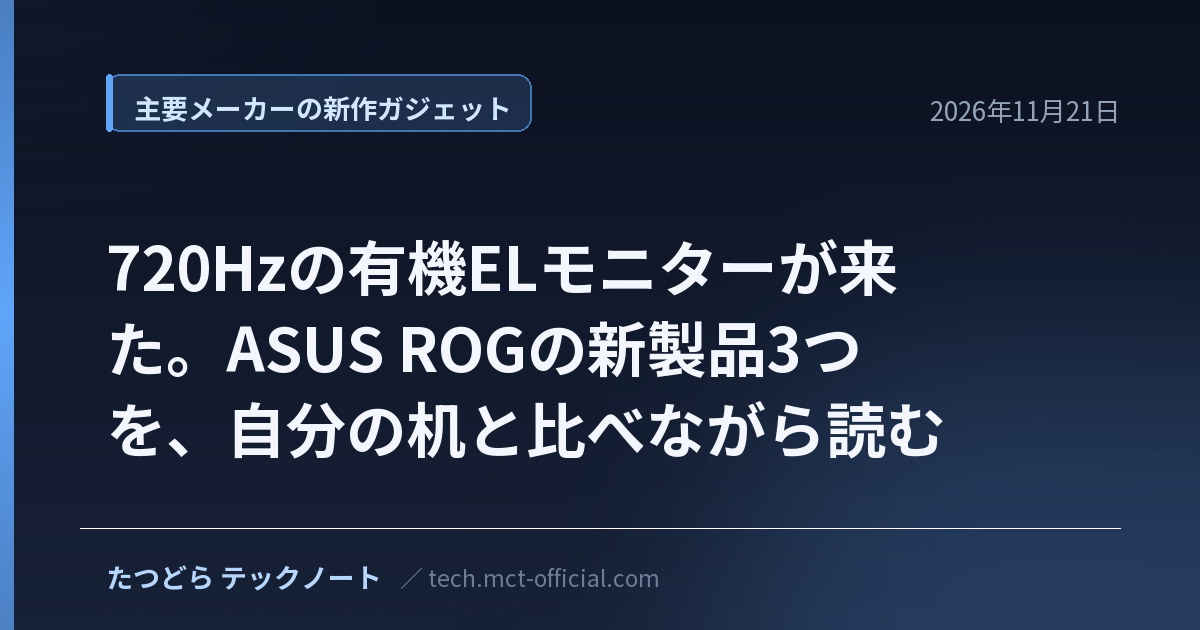 主要メーカーの新作ガジェット
2026年11月21日
720Hzの有機ELモニターが来
た。ASUS ROGの新製品3つ
を、自分の机と比べながら読む
たつどら テックノート ／ tech.mct-official.com